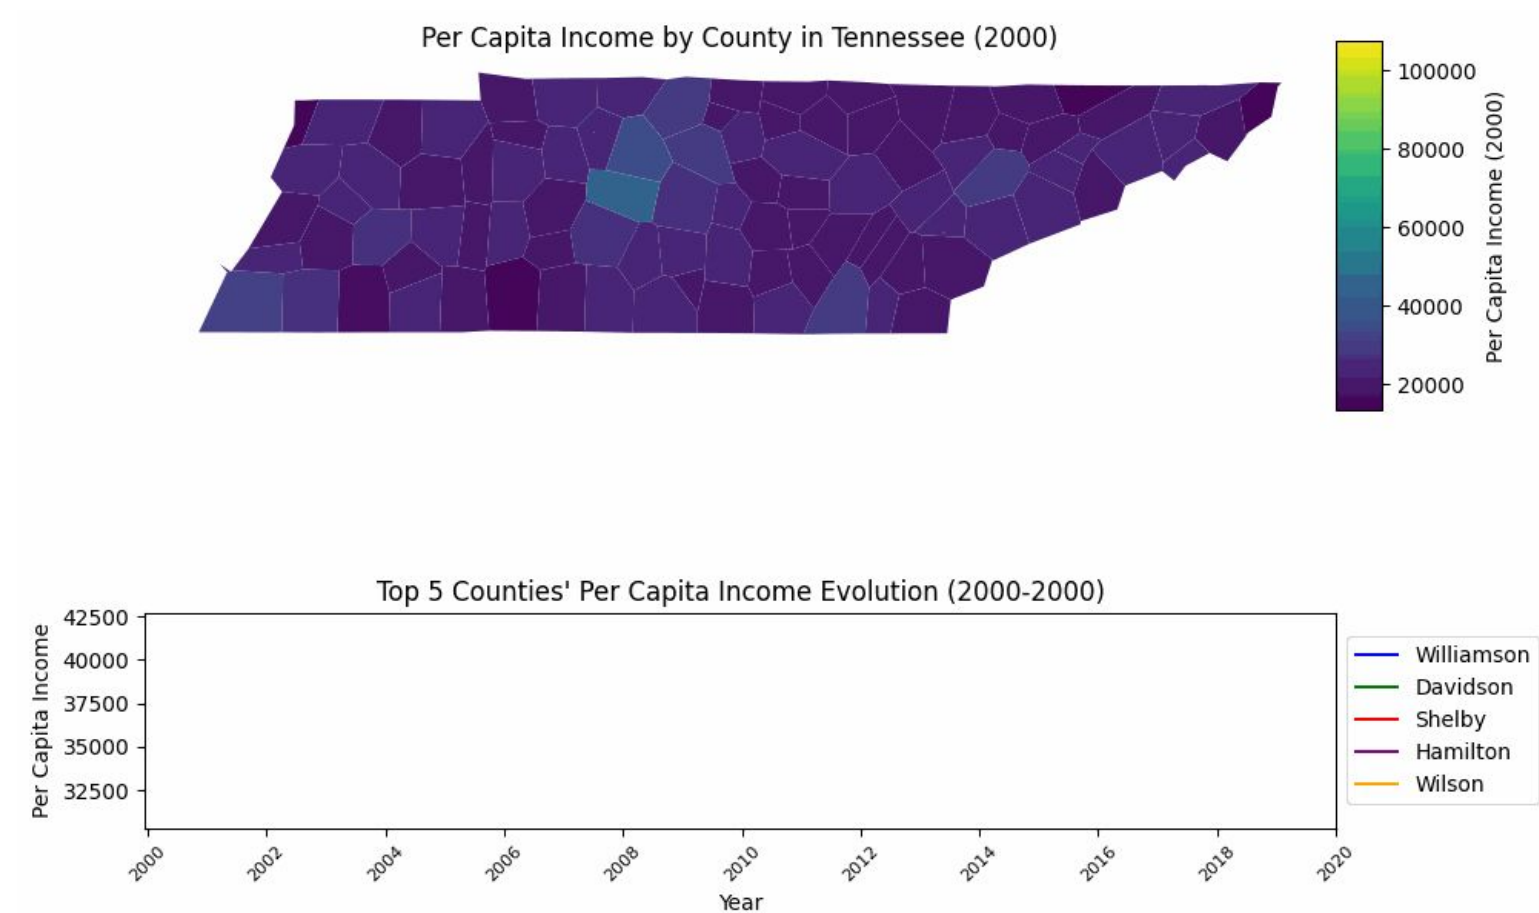 Per Capita Income by County in Tennessee (2000)
100000
80000
60000
40000
20000
Per Capita Income (2000)
Top 5 Counties' Per Capita Income Evolution (2000-2000)
42500
40000
37500
35000
32500
Per Capita Income
2000 2002 2004 2006 2008 2010 2012 2014 2016 2018 2020
Year
Williamson
Davidson
Shelby
Hamilton
Wilson